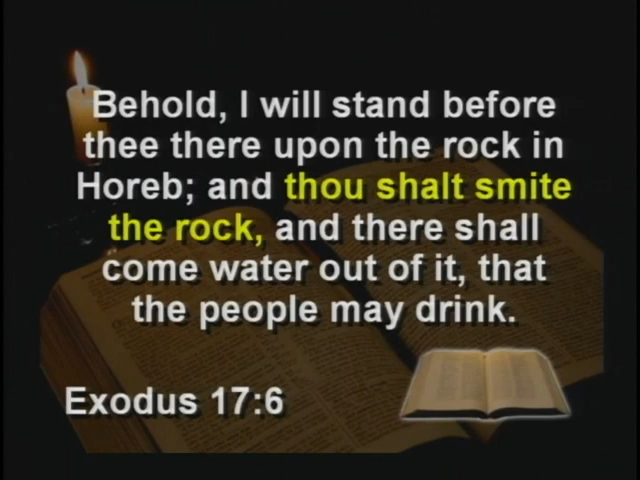 Behold, I will stand before
thee there upon the rock in
Horeb; and thou shalt smite
the rock, and there shall
come water out of it, that
the people may drink.
Exodus 17:6